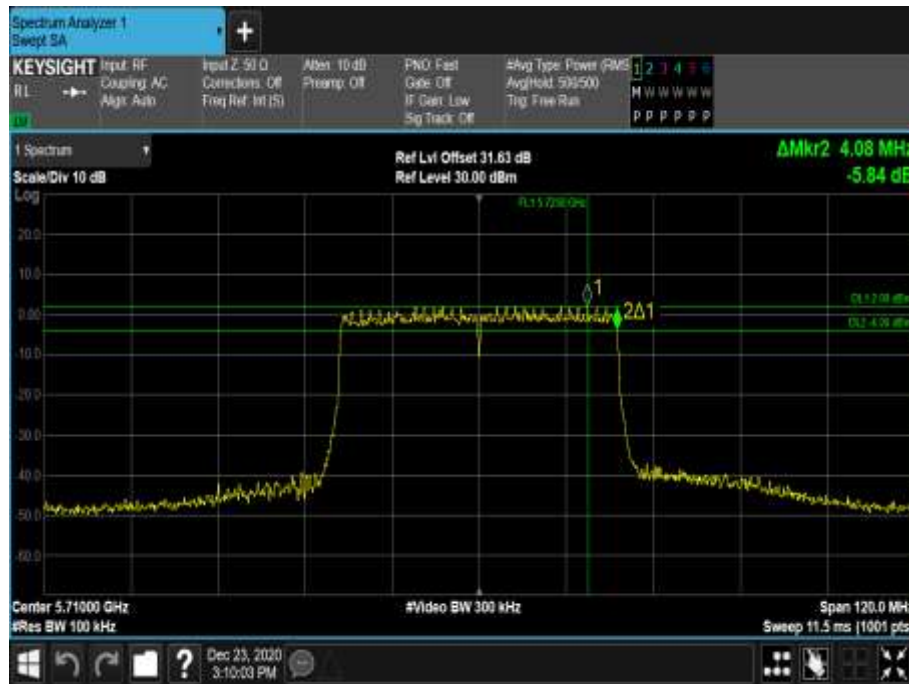 Spectrum Analyzer 1
Swept SA
+
KEYSIGHT
RL
Input: RF
Coupling: AC
Align: Auto
Input Z: 50 Ω
Corrections: Off
Freq Ref: Int (S)
Atten: 10 dB
Preamp: Off
PNO: Fast
Gate: Off
IF Gain: Low
Sig Track: Off
#Avg Type: Power (RMS
Avg|Hold: 500/500
Trig: Free Run
1 2 3 4 5 6
M W W W W W
P P P P P P
1 Spectrum
Scale/Div 10 dB
Log
Ref Lvl Offset 31.63 dB
Ref Level 30.00 dBm
ΔMkr2 4.08 MHz
-5.84 dB
20.0
10.0
0.00
-10.0
-20.0
-30.0
-40.0
-50.0
-60.0
1
2Δ1
Center 5.71000 GHz
#Res BW 100 kHz
#Video BW 300 kHz
Span 120.0 MHz
Sweep 11.5 ms (1001 pts
?
Dec 23, 2020
3:10:03 PM